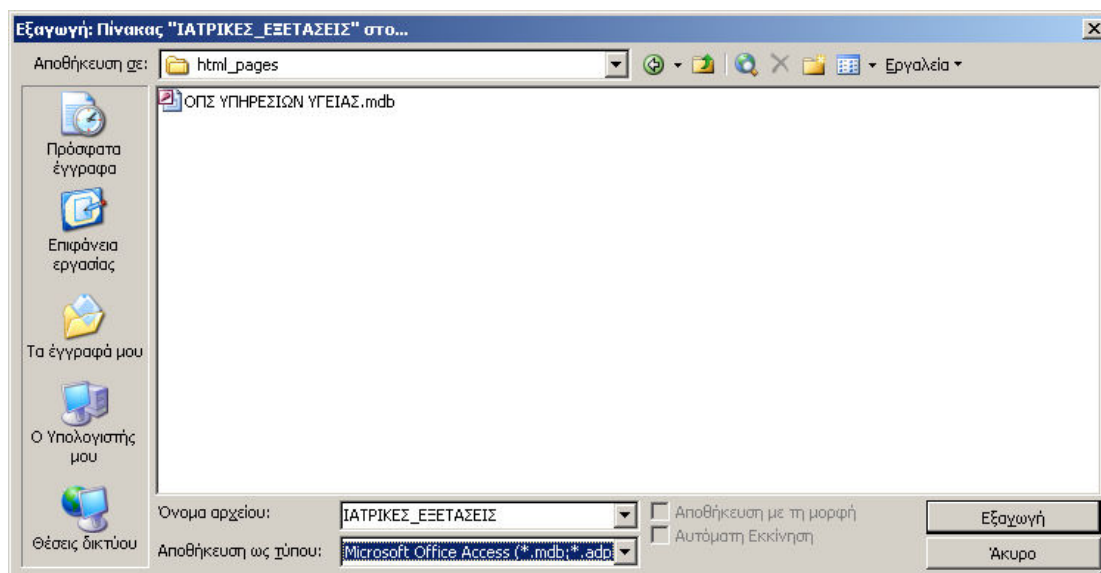 Εξαγωγή: Πίνακας "ΙΑΤΡΙΚΕΣ_ΕΞΕΤΑΣΕΙΣ" στο...
Αποθήκευση σε:
html_pages
Εργαλεία
ΟΠΣ ΥΠΗΡΕΣΙΩΝ ΥΓΕΙΑΣ.mdb
Πρόσφατα
έγγραφα
Επιφάνεια
εργασίας
Τα έγγραφά μου
Ο Υπολογιστής
μου
Θέσεις δικτύου
Όνομα αρχείου:
ΙΑΤΡΙΚΕΣ_ΕΞΕΤΑΣΕΙΣ
Αποθήκευση με τη μορφή
Εξαγωγή
Αυτόματη Εκκίνηση
Αποθήκευση ως τύπου:
Microsoft Office Access (*.mdb;*.adp
Άκυρο